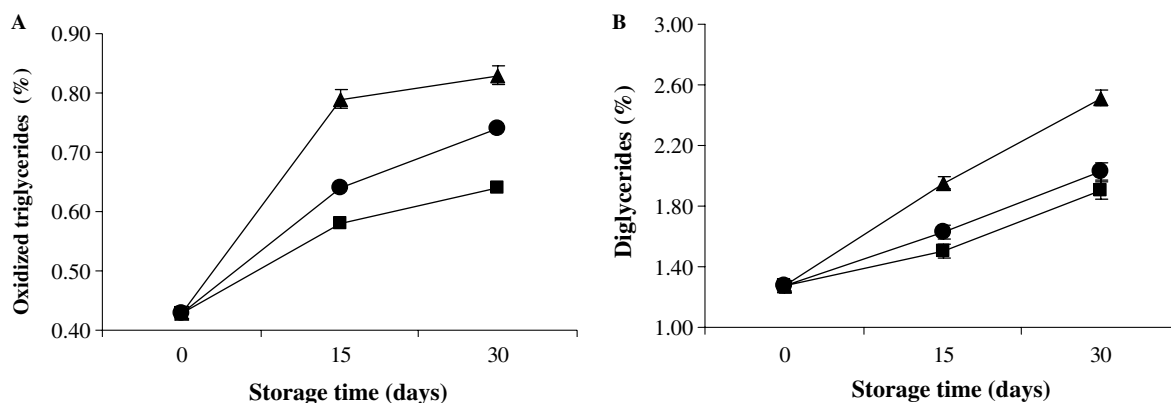 A
0.90
0.80
0.70
0.60
0.50
0.40
Oxidized triglycerides (%)
0 15 30
Storage time (days)
B
3.00
2.60
2.20
1.80
1.40
1.00
Diglycerides (%)
0 15 30
Storage time (days)